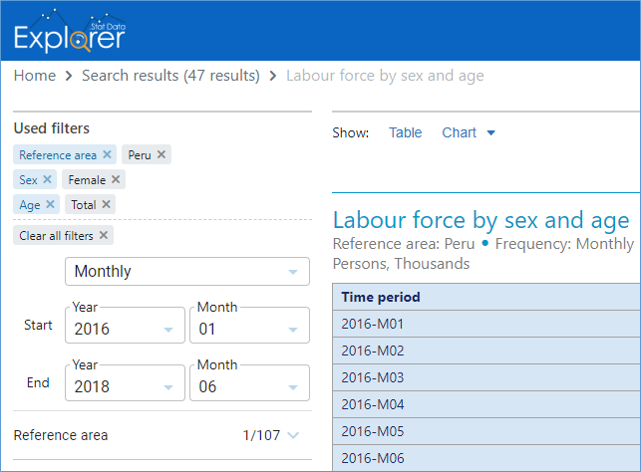 Stat Data
Explorer
Home > Search results (47 results) > Labour force by sex and age
Used filters
Reference area × Peru ×
Sex × Female ×
Age × Total ×
Clear all filters ×
Monthly
Start Year 2016 Month 01
End Year 2018 Month 06
Reference area 1/107
Show: Table Chart
Labour force by sex and age
Reference area: Peru • Frequency: Monthly
Persons, Thousands
Time period
2016-M01
2016-M02
2016-M03
2016-M04
2016-M05
2016-M06